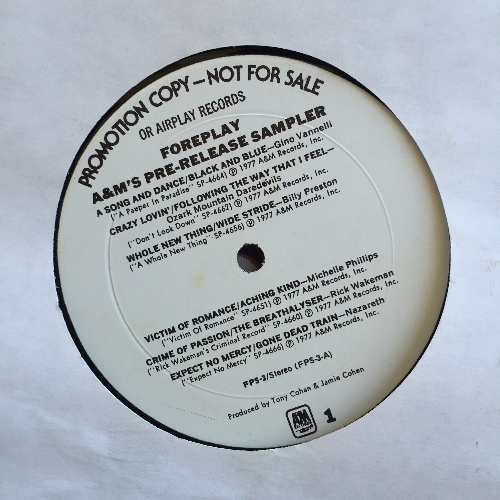 PROMOTION COPY—NOT FOR SALE
OR AIRPLAY RECORDS
FOREPLAY
A&M'S PRE-RELEASE SAMPLER
A SONG AND DANCE/BLACK AND BLUE—Gino Vannelli
("A Pauper In Paradise" SP-4664) Ⓟ 1977 A&M Records, Inc.
CRAZY LOVIN'/FOLLOWING THE WAY THAT I FEEL—
Ozark Mountain Daredevils
("Don't Look Down" SP-4662) Ⓟ 1977 A&M Records, Inc.
WHOLE NEW THING/WIDE STRIDE—Billy Preston
("A Whole New Thing" SP-4656) Ⓟ 1977 A&M Records, Inc.
VICTIM OF ROMANCE/ACHING KIND—Michelle Phillips
("Victim Of Romance" SP-4651) Ⓟ 1977 A&M Records, Inc.
CRIME OF PASSION/THE BREATHALYSER—Rick Wakeman
("Rick Wakeman's Criminal Record" SP-4660) Ⓟ 1977 A&M Records, Inc.
EXPECT NO MERCY/GONE DEAD TRAIN—Nazareth
("Expect No Mercy" SP-4666) Ⓟ 1977 A&M Records, Inc.
FPS-3/Stereo (FPS-3-A)
Produced by Tony Cohan & Jamie Cohen
A&M
1